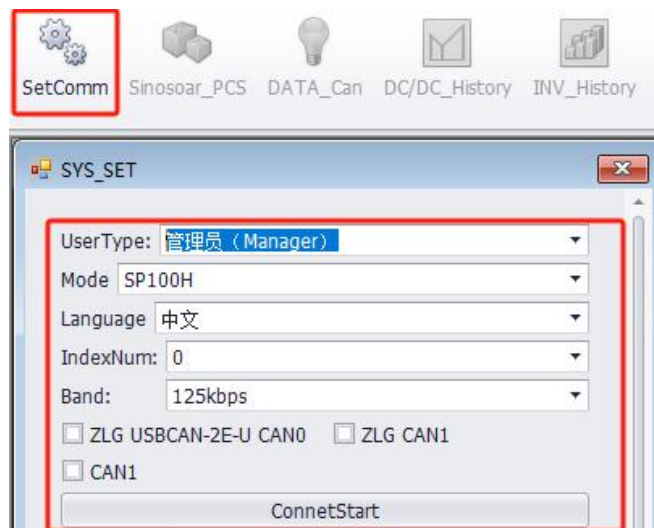 SetComm Sinosoar_PCS DATA_Can DC/DC_History INV_History
SYS_SET
UserType: 管理员（Manager）
Mode SP100H
Language 中文
IndexNum: 0
Band: 125kbps
ZLG USBCAN-2E-U CAN0 ZLG CAN1
CAN1
ConnetStart